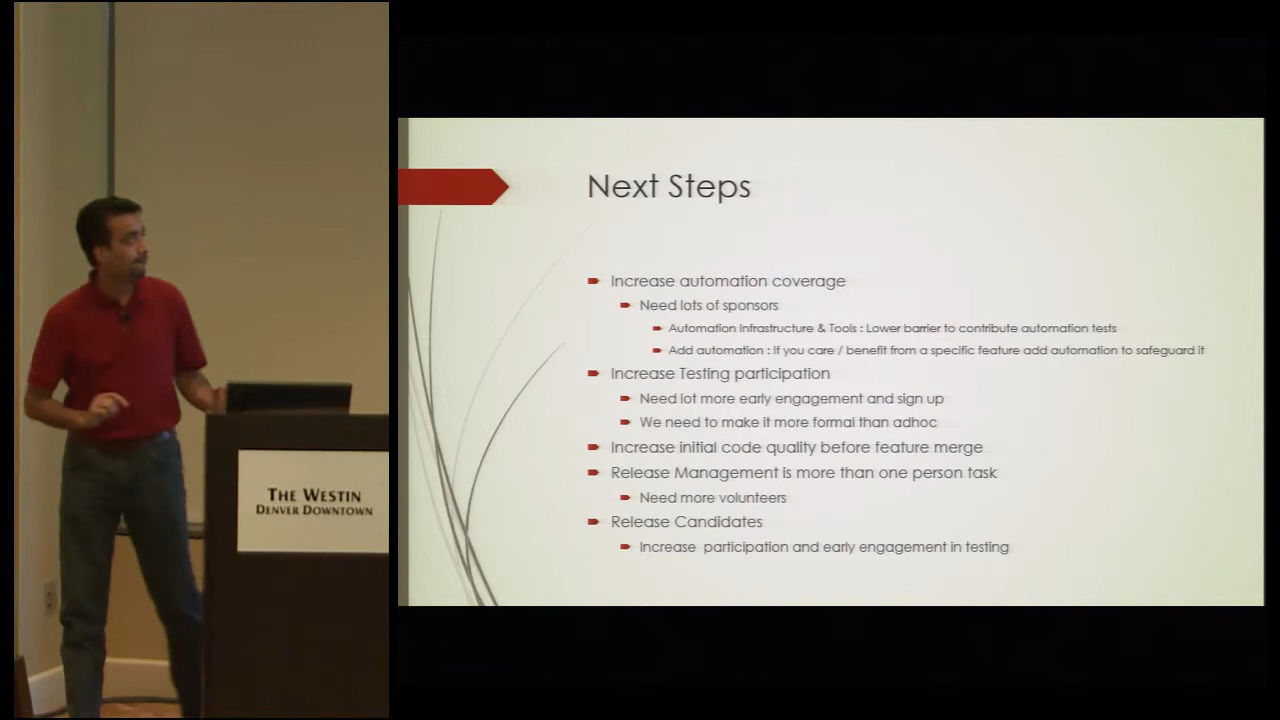 THE WESTIN
DENVER DOWNTOWN
Next Steps
Increase automation coverage
Need lots of sponsors
Automation Infrastructure & Tools : Lower barrier to contribute automation tests
Add automation : If you care / benefit from a specific feature add automation to safeguard it
Increase Testing participation
Need lot more early engagement and sign up
We need to make it more formal than adhoc
Increase initial code quality before feature merge
Release Management is more than one person task
Need more volunteers
Release Candidates
Increase participation and early engagement in testing